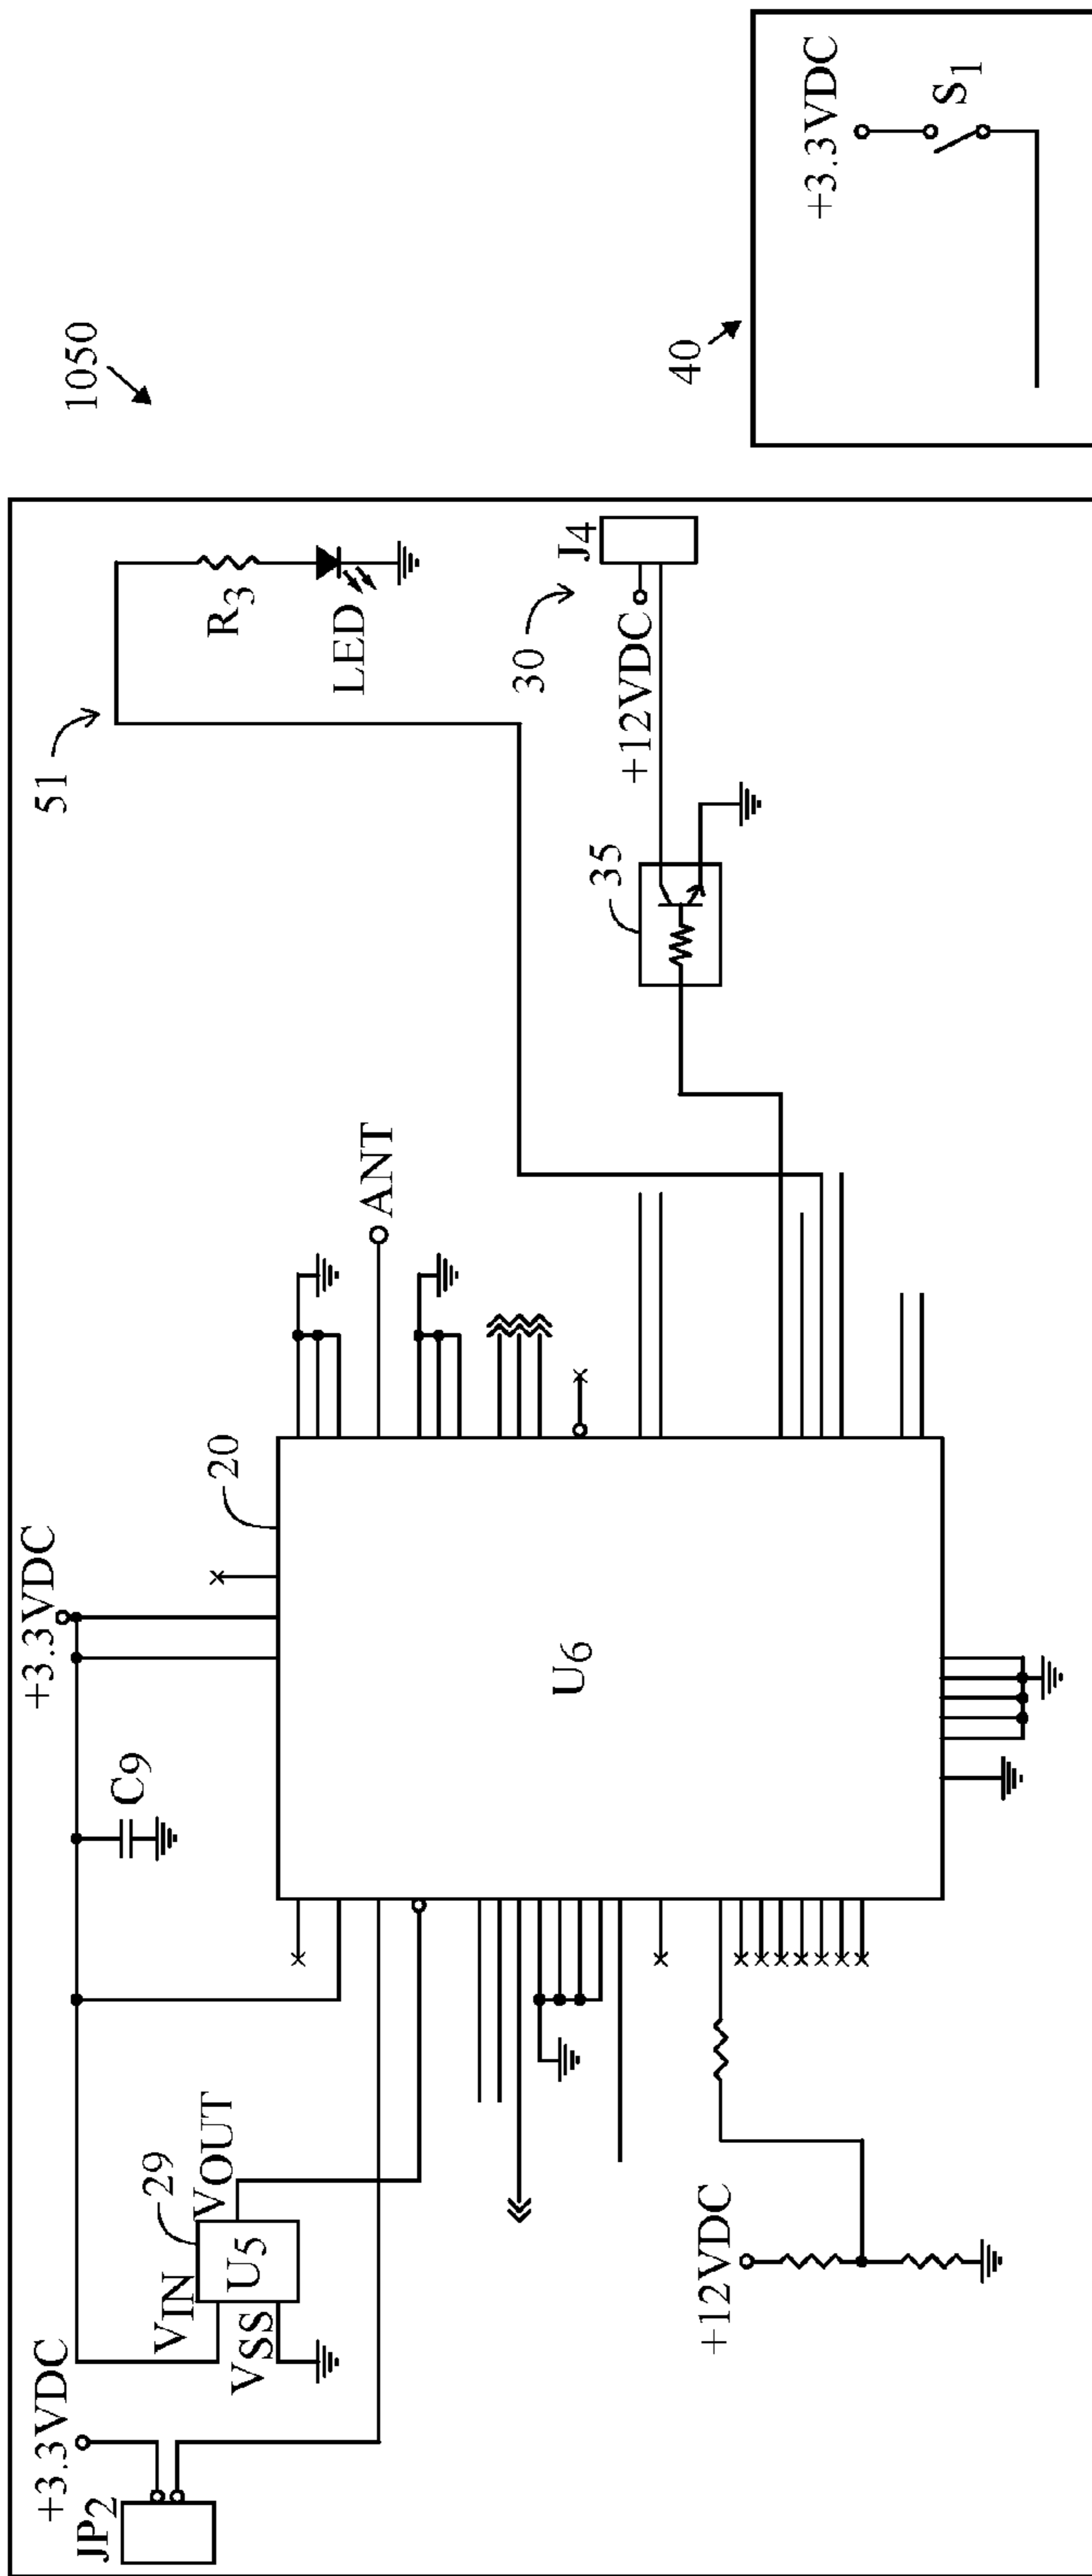 1050
+3.3VDC
JP2
+3.3VDC
VIN
29
VOUT
U5
VSS
C9
20
51
R3
LED
ANT
U6
30
J4
+12VDC
35
+12VDC
40
+3.3VDC
S1